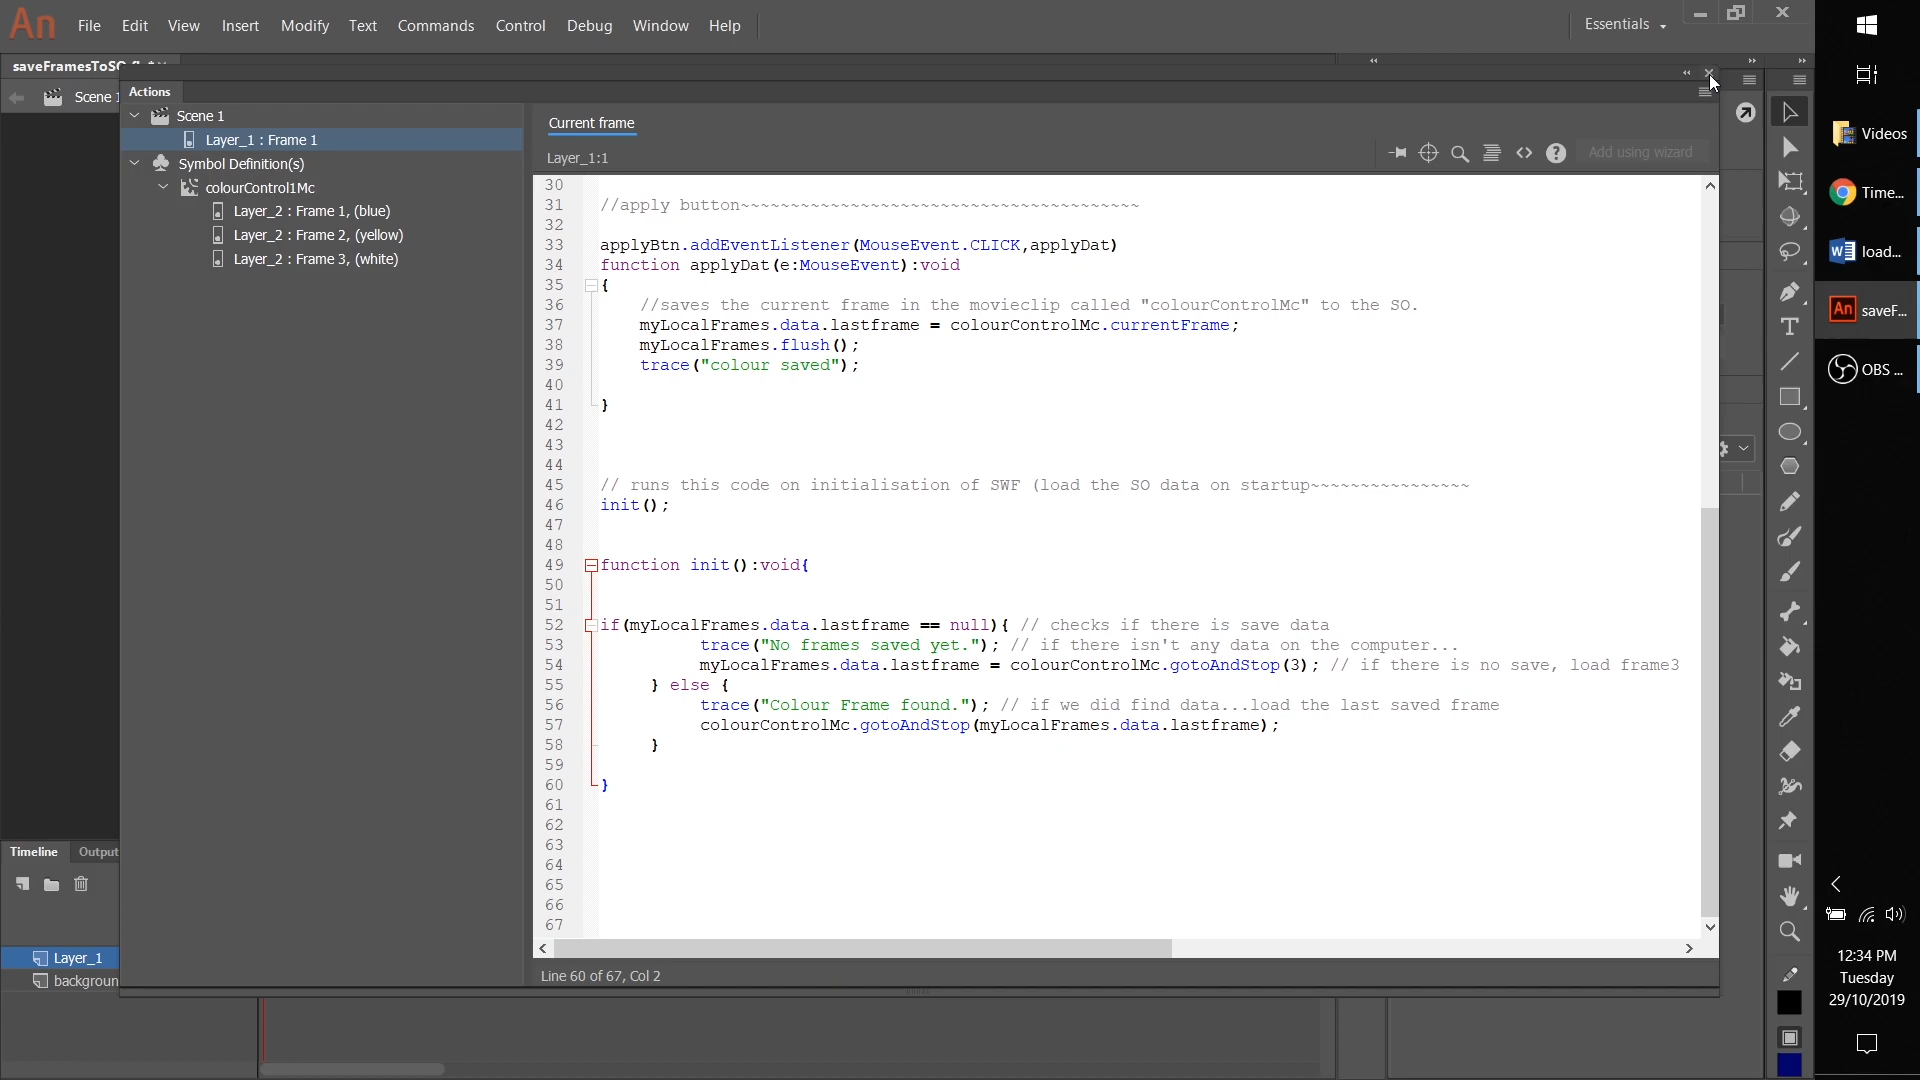 An File Edit View Insert Modify Text Commands Control Debug Window Help Essentials
saveFramesToSO
Scene 1
Actions
Scene 1
Layer_1 : Frame 1
Symbol Definition(s)
colourControl1Mc
Layer_2 : Frame 1, (blue)
Layer_2 : Frame 2, (yellow)
Layer_2 : Frame 3, (white)
Current frame
Layer_1:1
Add using wizard
30
31 //apply button~~~~~~~~~~~~~~~~~~~~~~~~~~~~~~~~~~~~~~~~
32
33 applyBtn.addEventListener(MouseEvent.CLICK,applyDat)
34 function applyDat(e:MouseEvent):void
35 {
36 //saves the current frame in the movieclip called "colourControlMc" to the SO.
37 myLocalFrames.data.lastframe = colourControlMc.currentFrame;
38 myLocalFrames.flush();
39 trace("colour saved");
40
41 }
42
43
44
45 // runs this code on initialisation of SWF (load the SO data on startup~~~~~~~~~~~~~~~~
46 init();
47
48
49 function init():void{
50
51
52 if(myLocalFrames.data.lastframe == null){ // checks if there is save data
53 trace("No frames saved yet."); // if there isn't any data on the computer...
54 myLocalFrames.data.lastframe = colourControlMc.gotoAndStop(3); // if there is no save, load frame3
55 } else {
56 trace("Colour Frame found."); // if we did find data...load the last saved frame
57 colourControlMc.gotoAndStop(myLocalFrames.data.lastframe);
58 }
59
60 }
61
62
63
64
65
66
67
Line 60 of 67, Col 2
Timeline Output
Layer_1
backgroun
Videos
Time...
load...
An saveF...
OBS ...
12:34 PM
Tuesday
29/10/2019